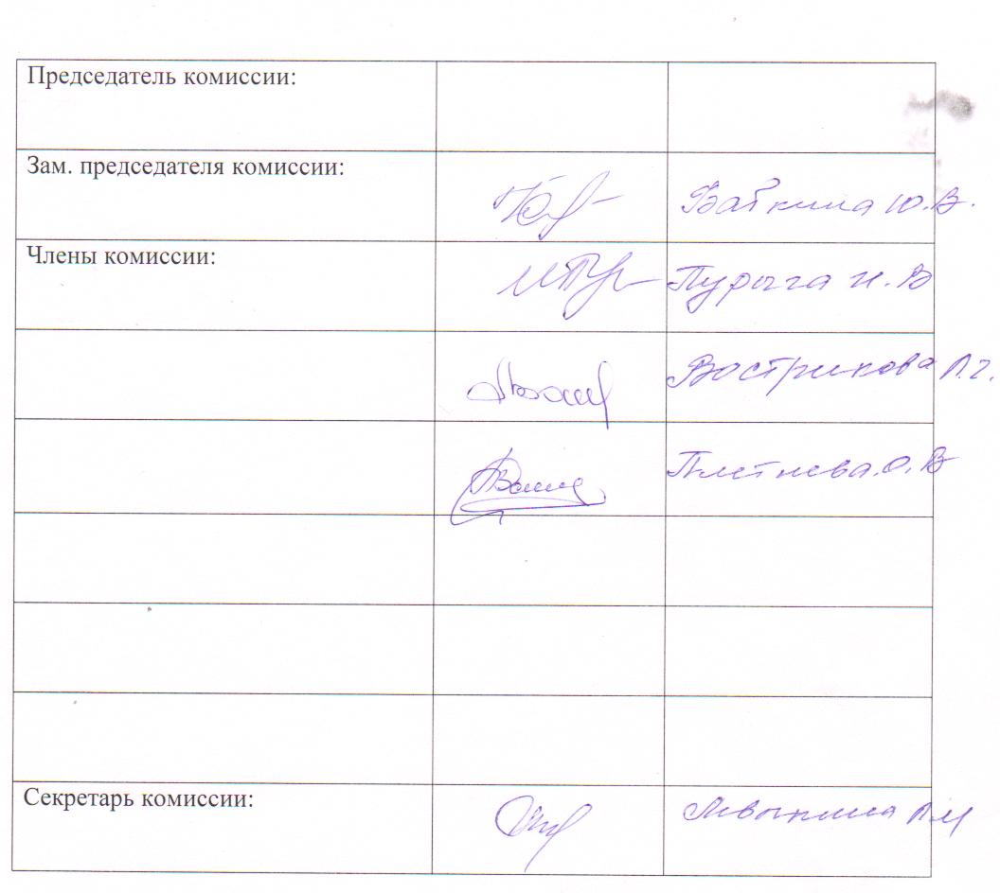 Председатель комиссии:
Зам. председателя комиссии: Байкина Ю.В.
Члены комиссии: Пурыга И.В
Вострикова Л.Г.
Плетнева.О.В
Секретарь комиссии: